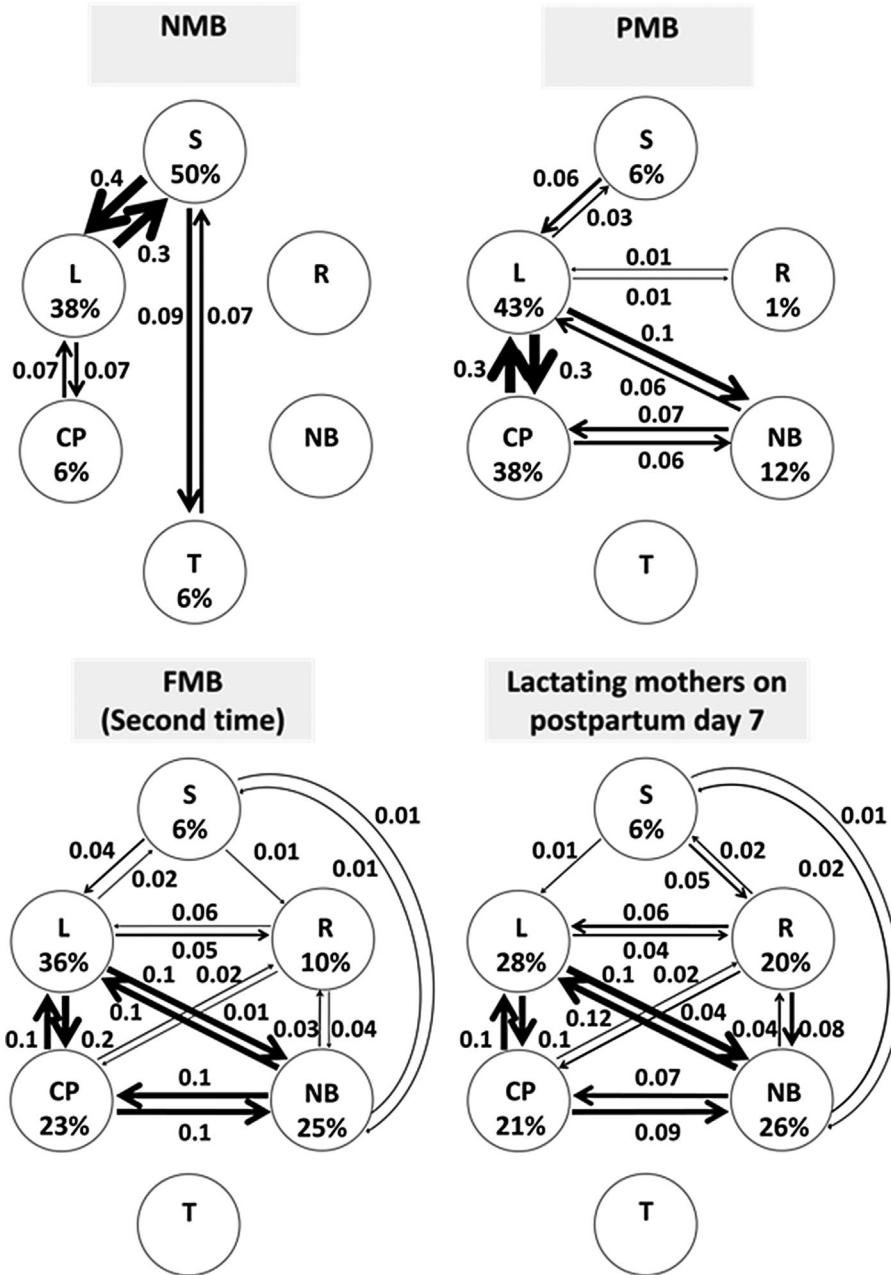 NMB
S
50%
0.4
0.3
L
38%
R
0.09
0.07
0.07
0.07
CP
6%
NB
T
6%
PMB
S
6%
0.06
0.03
L
43%
0.01
0.01
R
1%
0.1
0.06
0.3
0.3
CP
38%
0.07
0.06
NB
12%
T
FMB
(Second time)
S
6%
0.04
0.02
0.01
0.01
0.01
L
36%
0.06
0.05
R
10%
0.1
0.02
0.1
0.01
0.03
0.04
0.1
0.2
CP
23%
0.1
0.1
NB
25%
T
Lactating mothers on
postpartum day 7
S
6%
0.01
0.02
0.05
0.01
0.02
L
28%
0.06
0.04
R
20%
0.1
0.02
0.12
0.04
0.04
0.08
0.1
0.1
CP
21%
0.07
0.09
NB
26%
T